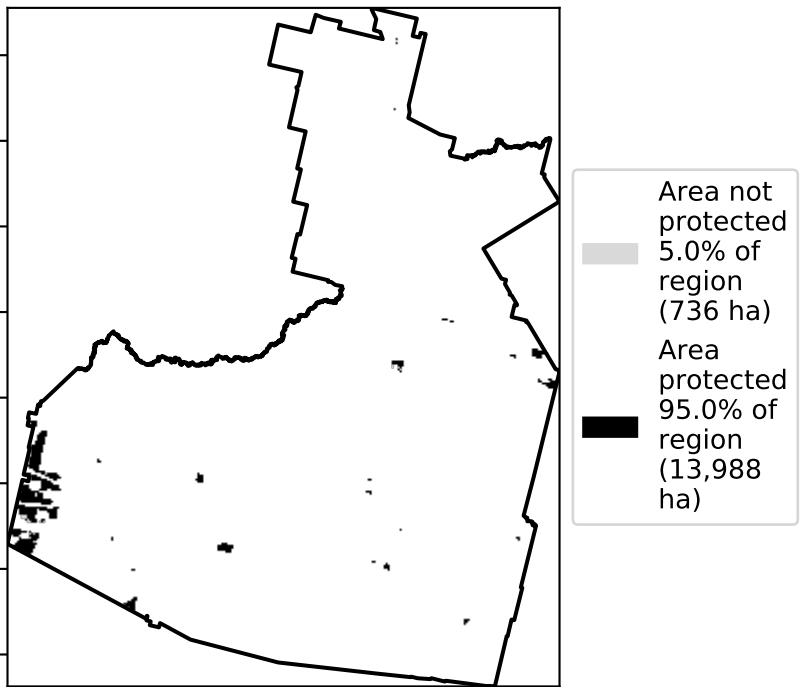 Area not
protected
5.0% of
region
(736 ha)
Area
protected
95.0% of
region
(13,988
ha)